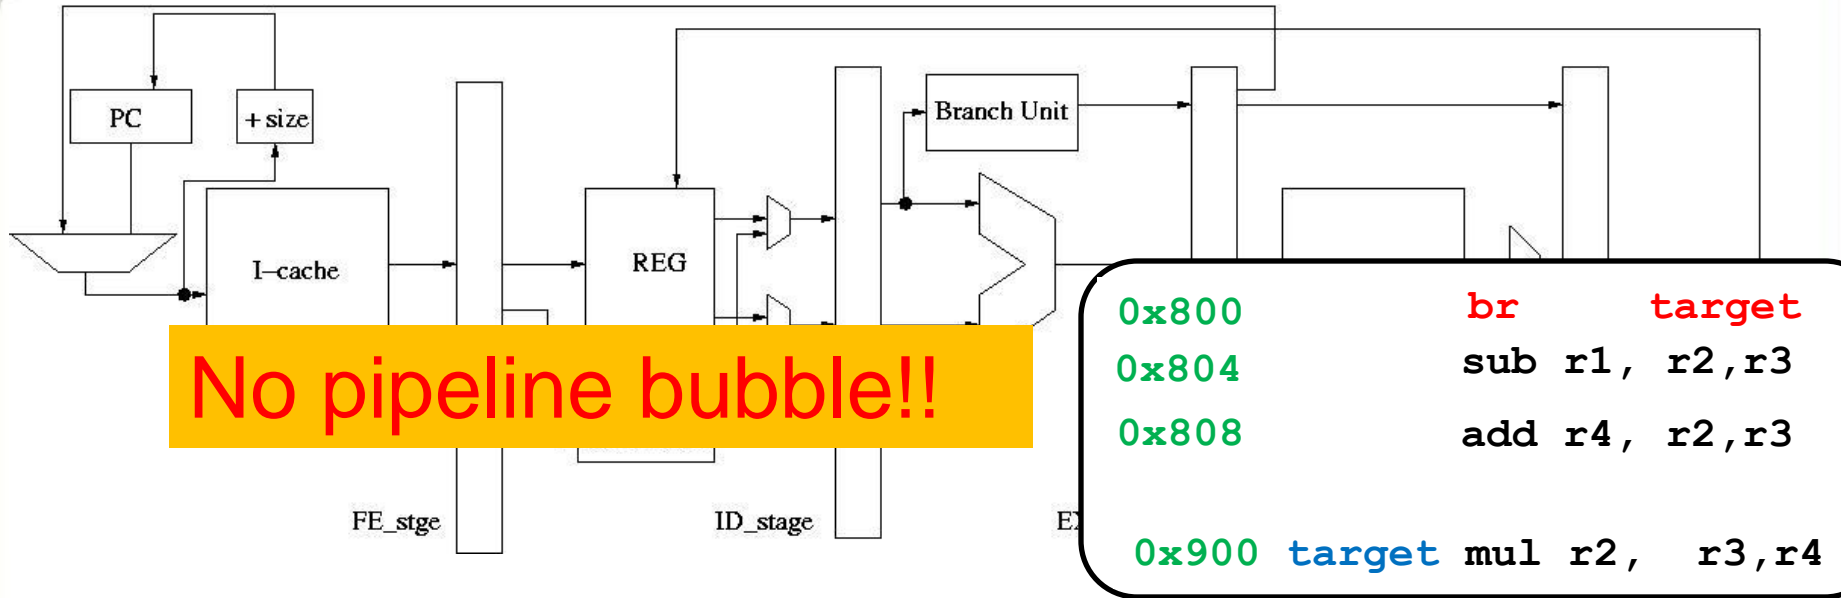 PC
+ size
Branch Unit
I-cache
REG
No pipeline bubble!!
FE_stge
ID_stage
0x800 br target
0x804 sub r1, r2,r3
0x808 add r4, r2,r3
0x900 target mul r2, r3,r4